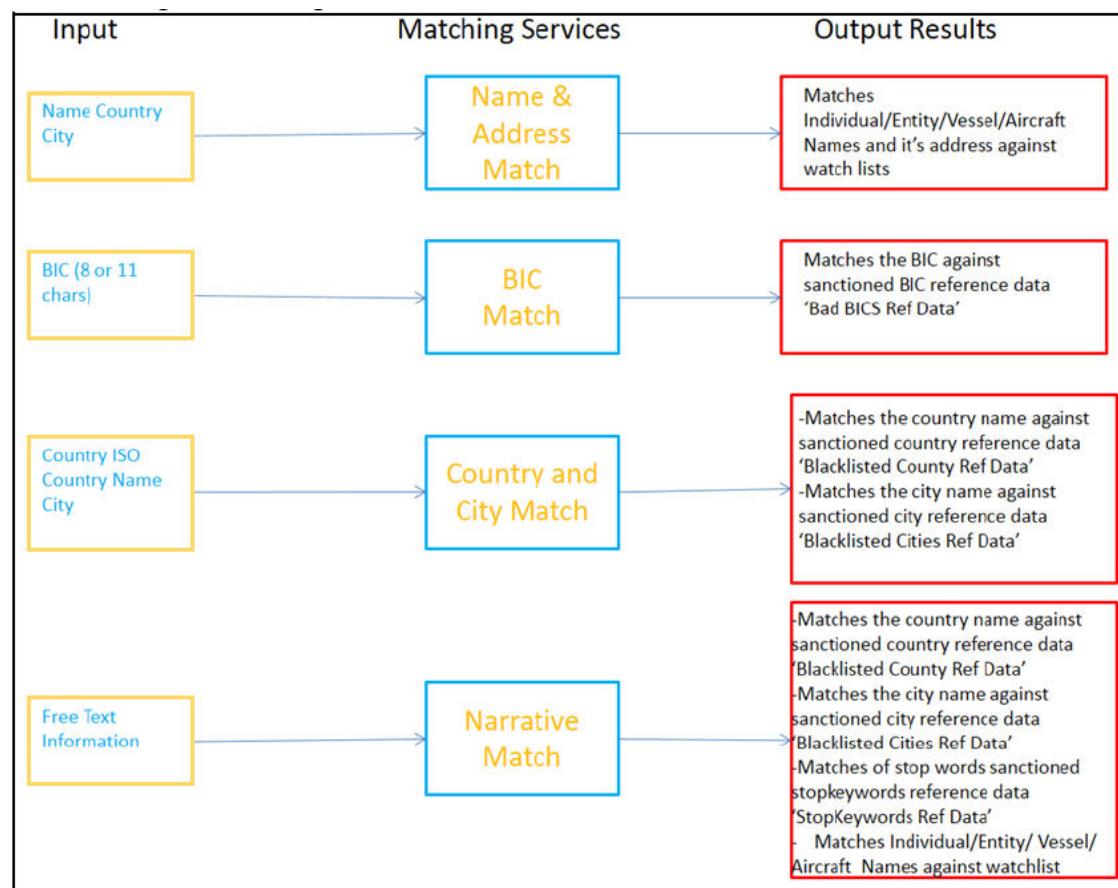 Input
Matching Services
Output Results
Name Country
City
Name &
Address
Match
Matches
Individual/Entity/Vessel/Aircraft
Names and it's address against
watch lists
BIC (8 or 11
chars)
BIC
Match
Matches the BIC against
sanctioned BIC reference data
'Bad BICS Ref Data'
Country ISO
Country Name
City
Country and
City Match
-Matches the country name against
sanctioned country reference data
'Blacklisted County Ref Data'
-Matches the city name against
sanctioned city reference data
'Blacklisted Cities Ref Data'
Free Text
Information
Narrative
Match
-Matches the country name against
sanctioned country reference data
'Blacklisted County Ref Data'
-Matches the city name against
sanctioned city reference data
'Blacklisted Cities Ref Data'
-Matches of stop words sanctioned
stopkeywords reference data
'StopKeywords Ref Data'
- Matches Individual/Entity/ Vessel/
Aircraft Names against watchlist